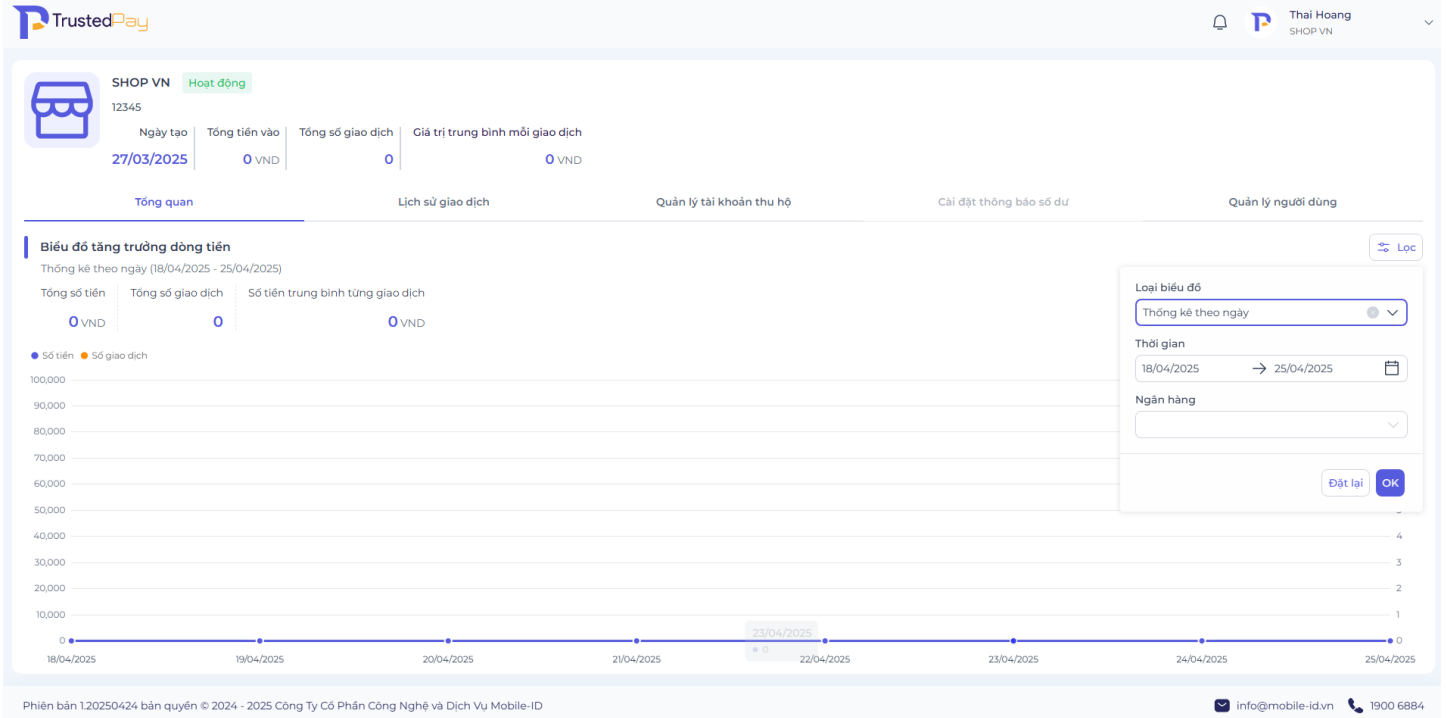 TrustedPay
Thai Hoang
SHOP VN
SHOP VN Hoạt động
12345
Ngày tạo Tổng tiền vào Tổng số giao dịch Giá trị trung bình mỗi giao dịch
27/03/2025 0 VND 0 0 VND
Tổng quan Lịch sử giao dịch Quản lý tài khoản thu hộ Cài đặt thông báo số dư Quản lý người dùng
Biểu đồ tăng trưởng dòng tiền
Lọc
Thống kê theo ngày (18/04/2025 - 25/04/2025)
Tổng số tiền Tổng số giao dịch Số tiền trung bình từng giao dịch
0 VND 0 0 VND
Số tiền Số giao dịch
Loại biểu đồ
Thống kê theo ngày
Thời gian
18/04/2025 → 25/04/2025
Ngân hàng
Đặt lại OK
100,000
90,000
80,000
70,000
60,000
50,000
40,000 4
30,000 3
20,000 2
10,000 1
0 0
23/04/2025
0
18/04/2025 19/04/2025 20/04/2025 21/04/2025 22/04/2025 23/04/2025 24/04/2025 25/04/2025
Phiên bản 1.20250424 bản quyền © 2024 - 2025 Công Ty Cổ Phần Công Nghệ và Dịch Vụ Mobile-ID
info@mobile-id.vn 1900 6884